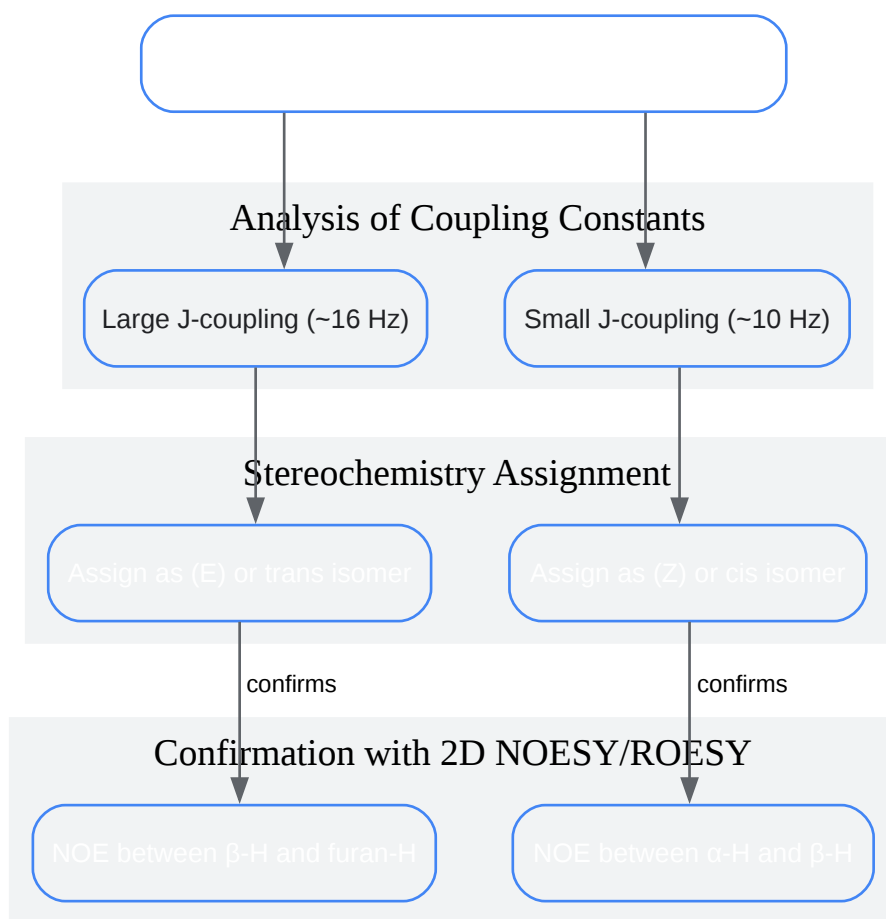 Analysis of Coupling Constants
Large J-coupling (~16 Hz)
Small J-coupling (~10 Hz)
Stereochemistry Assignment
Assign as (E) or trans isomer
Assign as (Z) or cis isomer
confirms
confirms
Confirmation with 2D NOESY/ROESY
NOE between β-H and furan-H
NOE between α-H and β-H